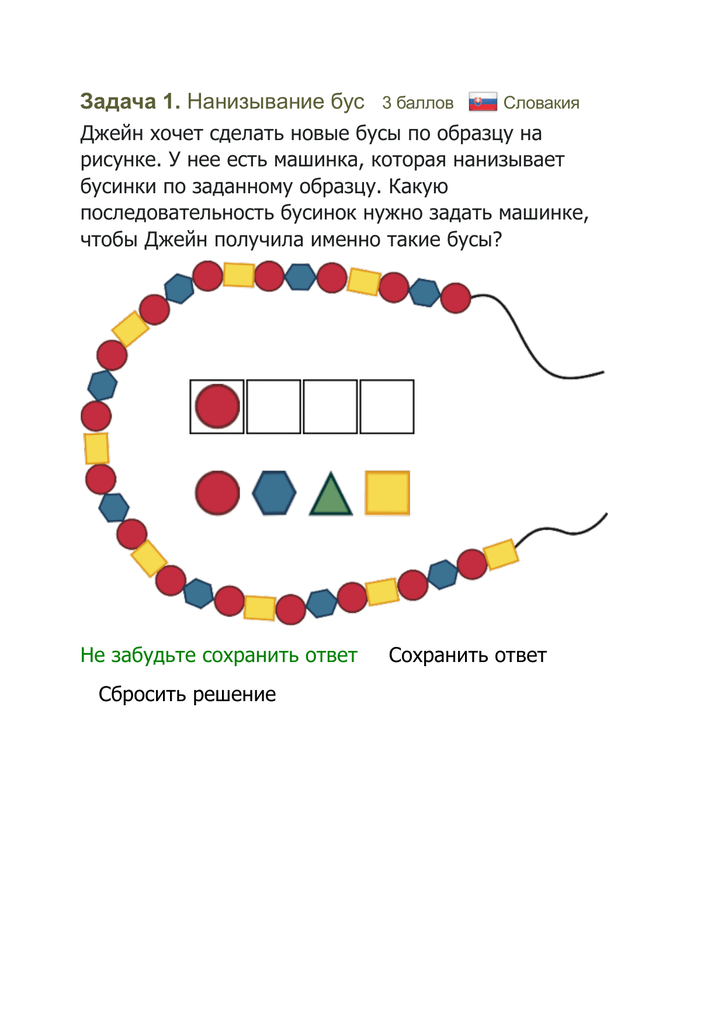 Задача 1. Нанизывание бус 3 баллов Словакия
Джейн хочет сделать новые бусы по образцу на
рисунке. У нее есть машинка, которая нанизывает
бусинки по заданному образцу. Какую
последовательность бусинок нужно задать машинке,
чтобы Джейн получила именно такие бусы?
Не забудьте сохранить ответ Сохранить ответ
Сбросить решение